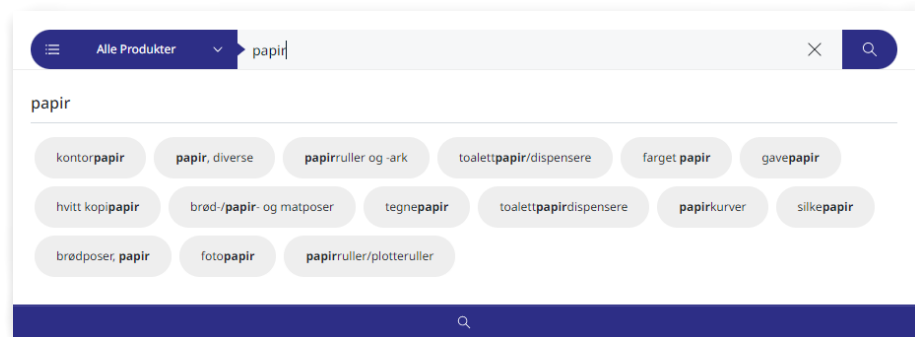 Alle Produkter papir
papir
kontorpapir papir, diverse papirruller og -ark toalettpapir/dispensere farget papir gavepapir
hvitt kopipapir brød-/papir- og matposer tegnepapir toalettpapirdispensere papirkurver silkepapir
brødposer, papir fotopapir papirruller/plotteruller